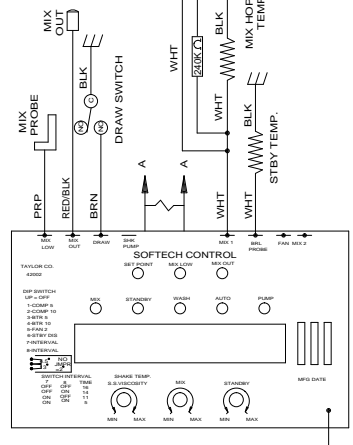 MIX OUT
BLK
MIX PROBE
NO
C
NO
DRAW SWITCH
WHT
240K Ω
BLK
WHT
MIX HOP
TEMP
BLK
STBY TEMP.
A
A
PRP
RED/BLK
BRN
WHT
WHT
MIX LOW
MIX OUT
DRAW
SHK PUMP
MIX 1
BRL PROBE
FAN
MIX 2
SOFTECH CONTROL
TAYLOR CO.
42002
SET POINT
MIX LOW
MIX OUT
DIP SWITCH
UP = OFF
1-COMP 5
2-COMP 10
3-BTR 5
4-BTR 10
5-FAN 2
6-STBY DIS
7-INTERVAL
8-INTERVAL
MIX
STANDBY
WASH
AUTO
PUMP
NO
JMPR
SWITCH INTERVAL
7 8 TIME
OFF OFF 16
OFF ON 14
ON OFF 11
ON ON 6
SHAKE TEMP.
S.S.VISCOSITY
MIX
STANDBY
MIN MAX
MIN MAX
MIN MAX
MFG DATE